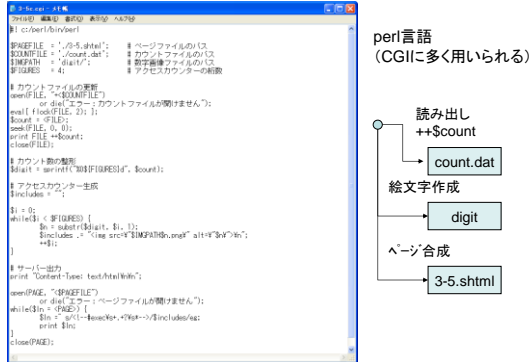 3-5c.cgi - メモ帳
ファイル(F) 編集(E) 書式(O) 表示(V) ヘルプ(H)
#! c:/perl/bin/perl
$PAGEFILE = './3-5.shtml'; # ページファイルのパス
$COUNTFILE = './count.dat'; # カウントファイルのパス
$IMGPATH = 'digit/'; # 数字画像ファイルのパス
$FIGURES = 4; # アクセスカウンターの桁数
# カウントファイルの更新
open(FILE, "+<$COUNTFILE")
or die("エラー：カウントファイルが開けません");
eval{ flock(FILE, 2); };
$count = <FILE>;
seek(FILE, 0, 0);
print FILE ++$count;
close(FILE);
# カウント数の整形
$digit = sprintf("%0${FIGURES}d", $count);
# アクセスカウンター生成
$includes = "";
$i = 0;
while($i < $FIGURES) {
$n = substr($digit, $i, 1);
$includes .= "<img src=¥"$IMGPATH$n.png¥" alt=¥"$n¥">¥n";
++$i;
}
# サーバー出力
print "Content-Type: text/html¥n¥n";
open(PAGE, "<$PAGEFILE")
or die("エラー：ページファイルが開けません");
while($ln = <PAGE>) {
$ln =~ s/<!--#exec¥s+.+?¥s*-->/$includes/eg;
print $ln;
}
close(PAGE);
perl言語
（CGIに多く用いられる）
読み出し
++$count
count.dat
絵文字作成
digit
ページ合成
3-5.shtml